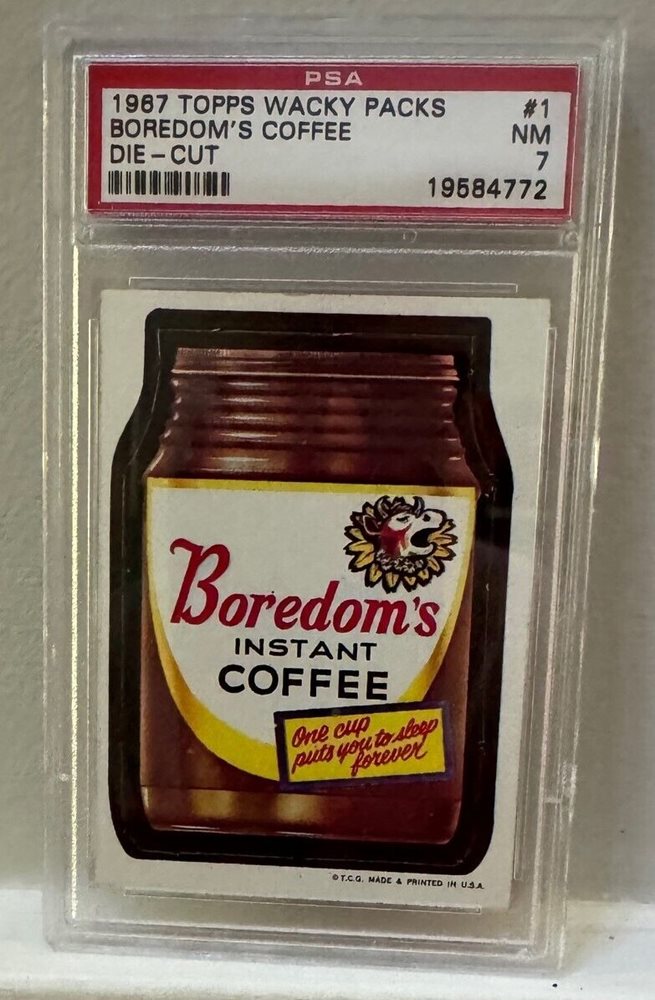 PSA
1967 TOPPS WACKY PACKS #1
BOREDOM'S COFFEE NM
DIE-CUT 7
19584772
Boredom's
INSTANT
COFFEE
One cup
puts you to sleep
forever
© T.C.G. MADE & PRINTED IN U.S.A.